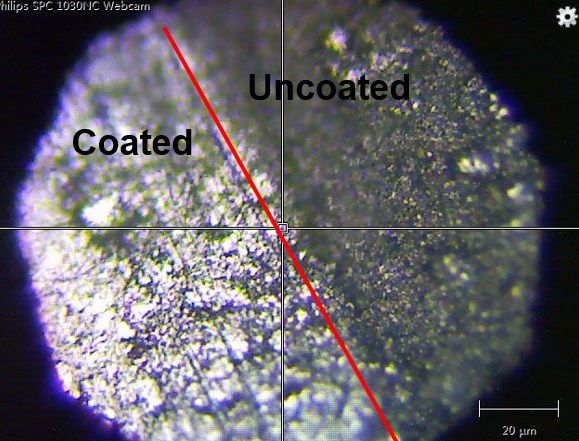 hilips SPC 1030NC Webcam
Uncoated
Coated
20 μm